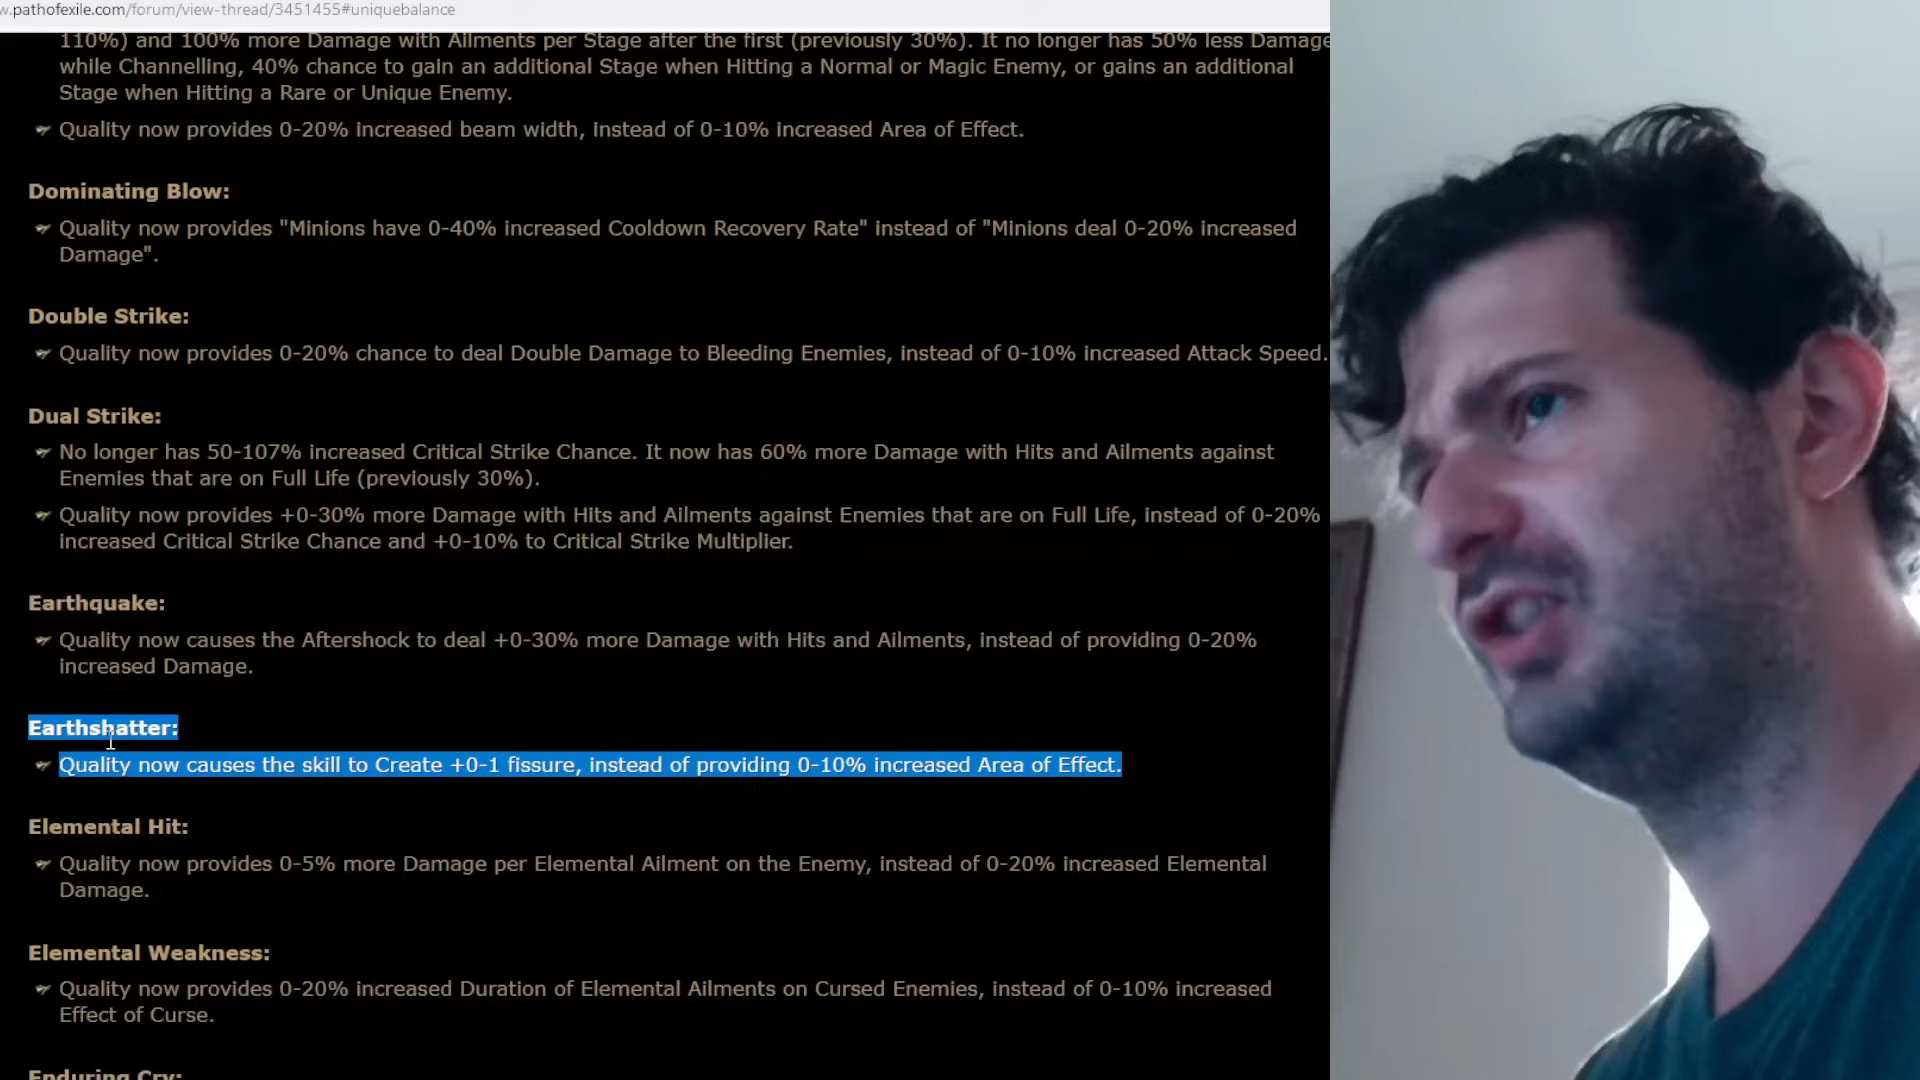 w.pathofexile.com/forum/view-thread/3451455#uniquebalance
110%) and 100% more Damage with Ailments per Stage after the first (previously 30%). It no longer has 50% less Damage
while Channelling, 40% chance to gain an additional Stage when Hitting a Normal or Magic Enemy, or gains an additional
Stage when Hitting a Rare or Unique Enemy.
Quality now provides 0-20% increased beam width, instead of 0-10% increased Area of Effect.
Dominating Blow:
Quality now provides "Minions have 0-40% increased Cooldown Recovery Rate" instead of "Minions deal 0-20% increased
Damage".
Double Strike:
Quality now provides 0-20% chance to deal Double Damage to Bleeding Enemies, instead of 0-10% increased Attack Speed.
Dual Strike:
No longer has 50-107% increased Critical Strike Chance. It now has 60% more Damage with Hits and Ailments against
Enemies that are on Full Life (previously 30%).
Quality now provides +0-30% more Damage with Hits and Ailments against Enemies that are on Full Life, instead of 0-20%
increased Critical Strike Chance and +0-10% to Critical Strike Multiplier.
Earthquake:
Quality now causes the Aftershock to deal +0-30% more Damage with Hits and Ailments, instead of providing 0-20%
increased Damage.
Earthshatter:
Quality now causes the skill to Create +0-1 fissure, instead of providing 0-10% increased Area of Effect.
Elemental Hit:
Quality now provides 0-5% more Damage per Elemental Ailment on the Enemy, instead of 0-20% increased Elemental
Damage.
Elemental Weakness:
Quality now provides 0-20% increased Duration of Elemental Ailments on Cursed Enemies, instead of 0-10% increased
Effect of Curse.
Enduring Cry: